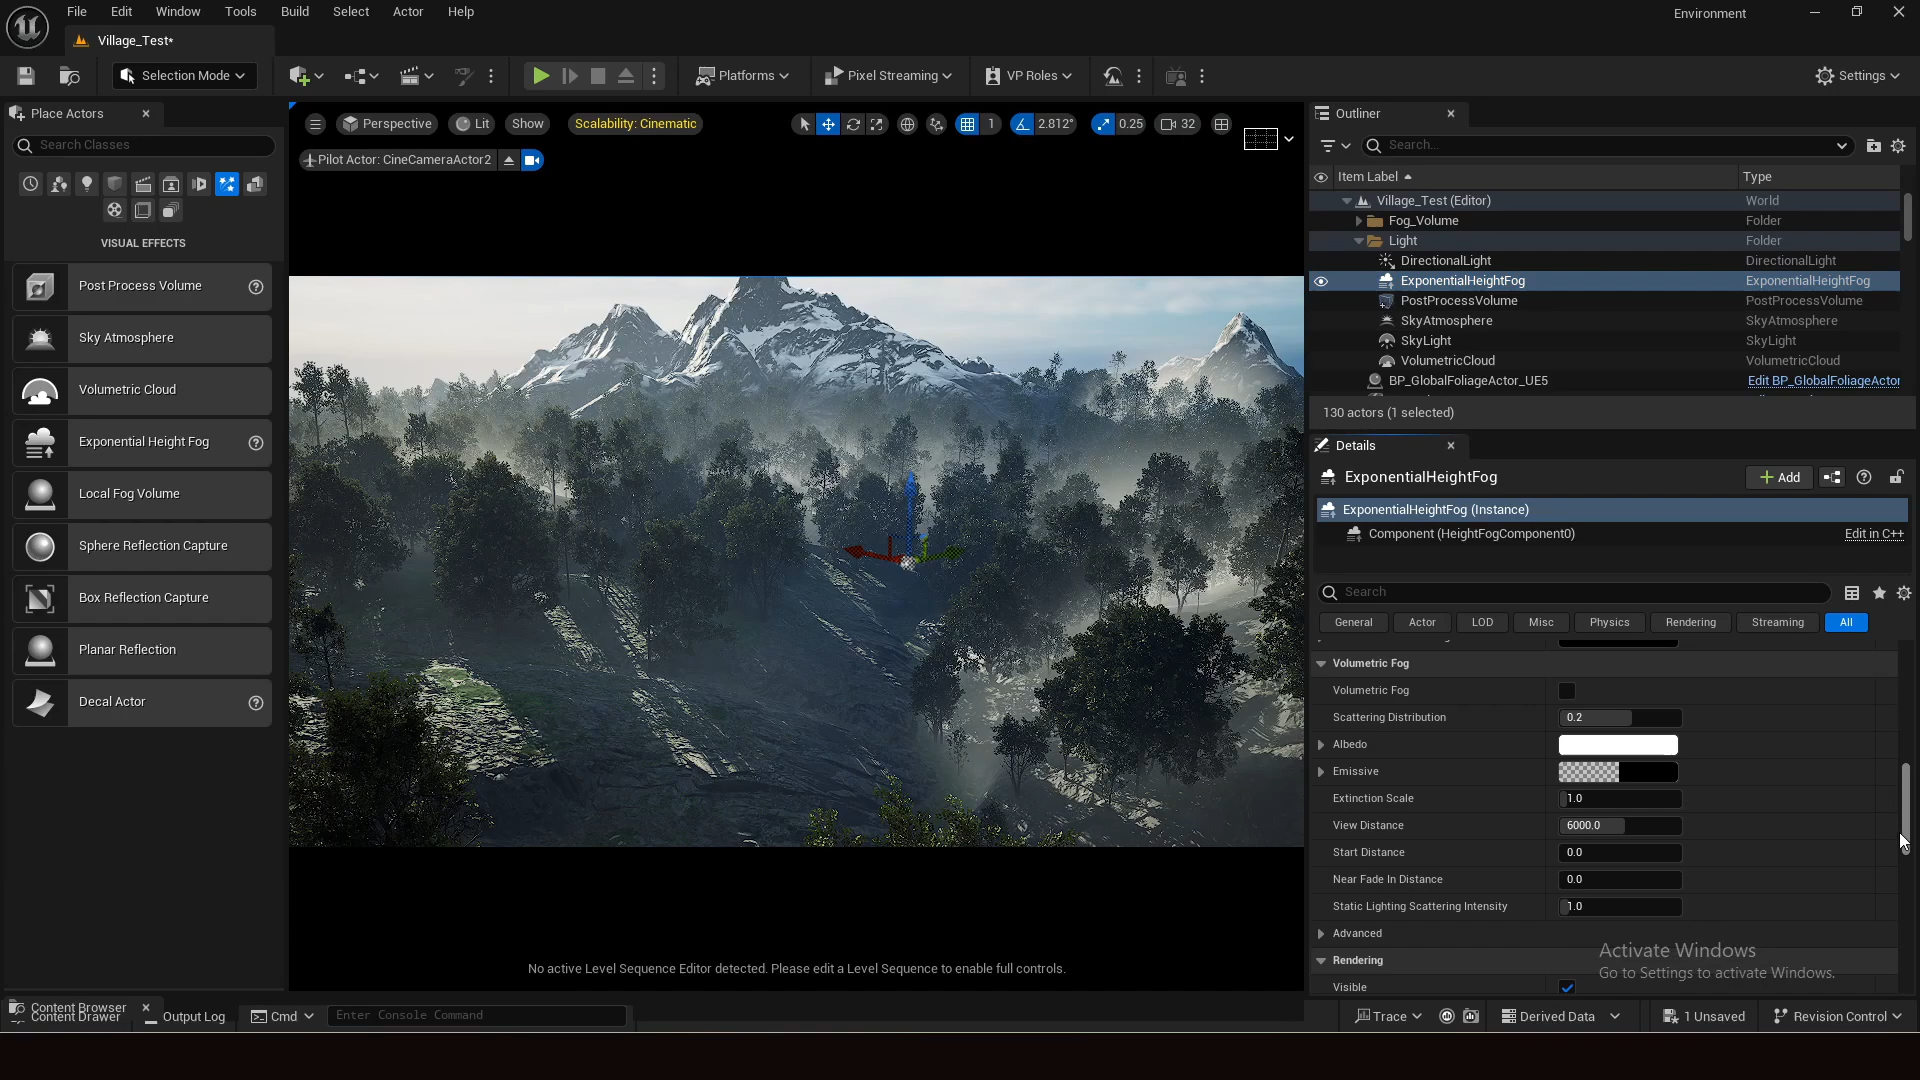 File Edit Window Tools Build Select Actor Help
Environment
Village_Test*
Selection Mode
Platforms
Pixel Streaming
VP Roles
Settings
Place Actors
Search Classes
VISUAL EFFECTS
Post Process Volume
Sky Atmosphere
Volumetric Cloud
Exponential Height Fog
Local Fog Volume
Sphere Reflection Capture
Box Reflection Capture
Planar Reflection
Decal Actor
Perspective Lit Show Scalability: Cinematic
1 2.812° 0.25 32
Pilot Actor: CineCameraActor2
No active Level Sequence Editor detected. Please edit a Level Sequence to enable full controls.
Outliner
Search...
Item Label Type
Village_Test (Editor) World
Fog_Volume Folder
Light Folder
DirectionalLight DirectionalLight
ExponentialHeightFog ExponentialHeightFog
PostProcessVolume PostProcessVolume
SkyAtmosphere SkyAtmosphere
SkyLight SkyLight
VolumetricCloud VolumetricCloud
BP_GlobalFoliageActor_UE5 Edit BP_GlobalFoliageActor
130 actors (1 selected)
Details
ExponentialHeightFog
Add
ExponentialHeightFog (Instance)
Component (HeightFogComponent0) Edit in C++
Search
General Actor LOD Misc Physics Rendering Streaming All
Volumetric Fog
Volumetric Fog
Scattering Distribution 0.2
Albedo
Emissive
Extinction Scale 1.0
View Distance 6000.0
Start Distance 0.0
Near Fade In Distance 0.0
Static Lighting Scattering Intensity 1.0
Advanced
Rendering
Visible
Activate Windows
Go to Settings to activate Windows.
Content Browser
Content Drawer
Output Log
Cmd
Enter Console Command
Trace
Derived Data
1 Unsaved
Revision Control